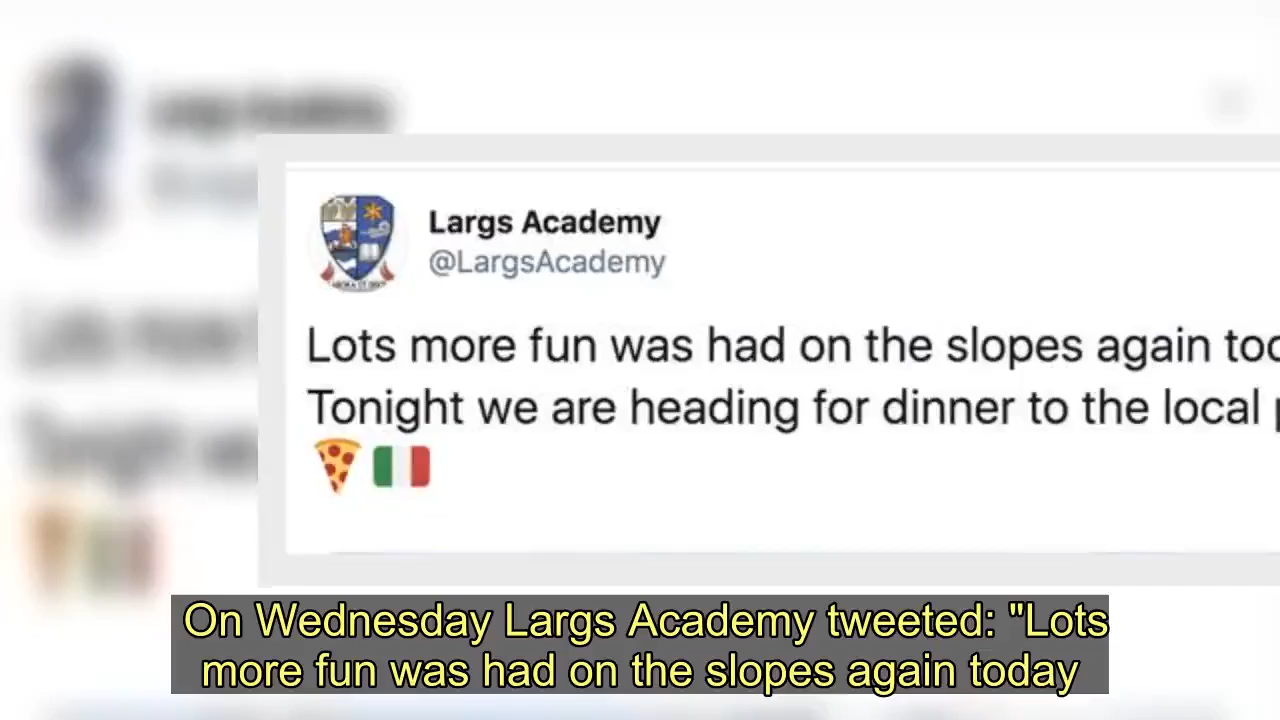 Largs Academy
@LargsAcademy
Lots more fun was had on the slopes again
Tonight we are heading for dinner to the local
On Wednesday Largs Academy tweeted: "Lots
more fun was had on the slopes again today